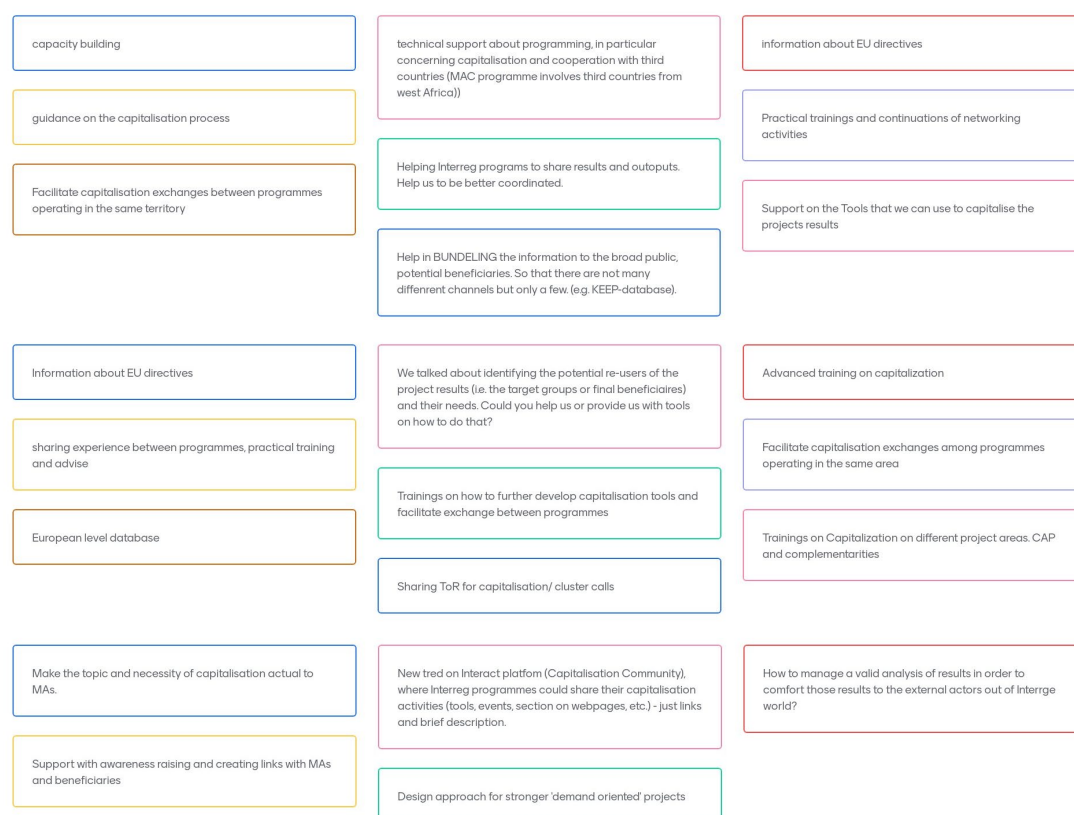 capacity building
guidance on the capitalisation process
Facilitate capitalisation exchanges between programmes
operating in the same territory
technical support about programming, in particular
concerning capitalisation and cooperation with third
countries (MAC programme involves third countries from
west Africa))
Helping Interreg programs to share results and outoputs.
Help us to be better coordinated.
Help in BUNDELING the information to the broad public,
potential beneficiaries. So that there are not many
diffenrent channels but only a few. (e.g. KEEP-database).
information about EU directives
Practical trainings and continuations of networking
activities
Support on the Tools that we can use to capitalise the
projects results
Information about EU directives
sharing experience between programmes, practical training
and advise
European level database
We talked about identifying the potential re-users of the
project results (i.e. the target groups or final beneficiaires)
and their needs. Could you help us or provide us with tools
on how to do that?
Trainings on how to further develop capitalisation tools and
facilitate exchange between programmes
Sharing ToR for capitalisation/ cluster calls
Advanced training on capitalization
Facilitate capitalisation exchanges among programmes
operating in the same area
Trainings on Capitalization on different project areas. CAP
and complementarities
Make the topic and necessity of capitalisation actual to
MAs.
Support with awareness raising and creating links with MAs
and beneficiaries
New tred on Interact platfom (Capitalisation Community),
where Interreg programmes could share their capitalisation
activities (tools, events, section on webpages, etc.) - just links
and brief description.
Design approach for stronger 'demand oriented' projects
How to manage a valid analysis of results in order to
comfort those results to the external actors out of Interrge
world?